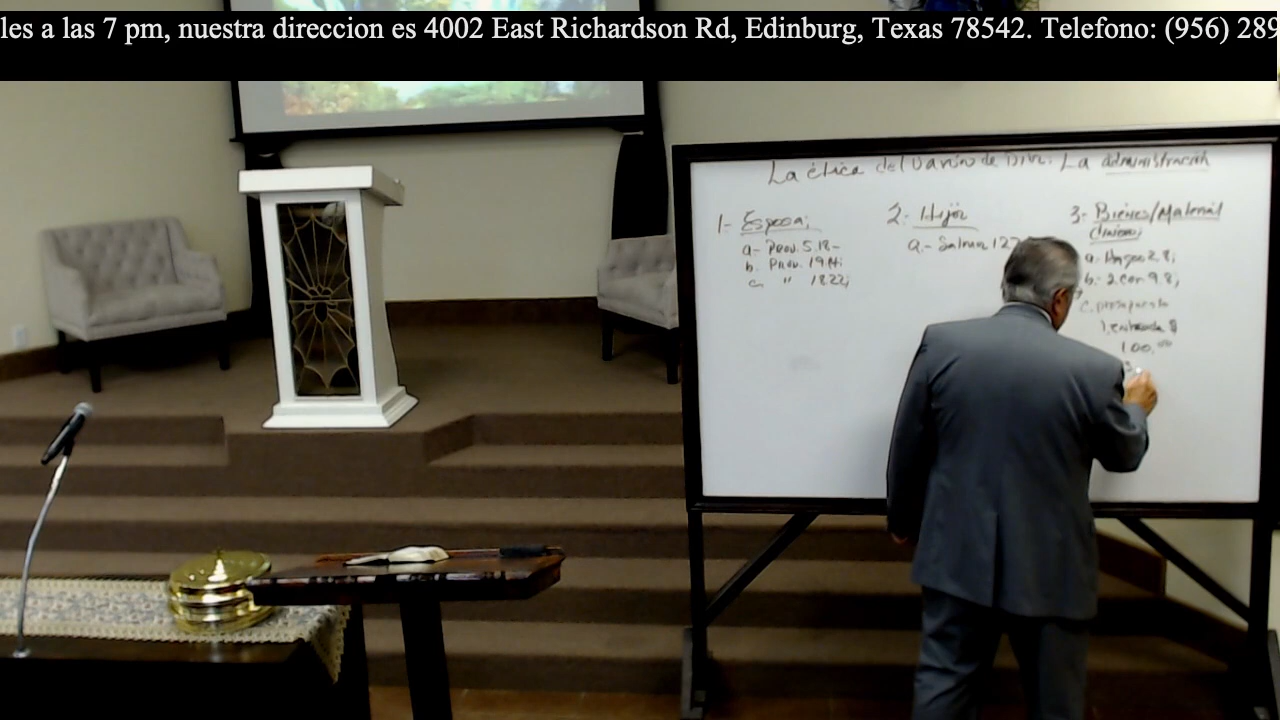 les a las 7 pm, nuestra direccion es 4002 East Richardson Rd, Edinburg, Texas 78542. Telefono: (956) 289
La ética del Varón de Dios: La administración
1- Esposa;
a- Prov. 5.18-
b. Prov. 19.14;
c. " 18.22;
2- Hijos
a.- Salmo 127
3- Bienes/Material
dinero;
a. Hageo 2.8;
b- 2 Cor. 9.8;
c. presupuesto
1. entrada $
100.00